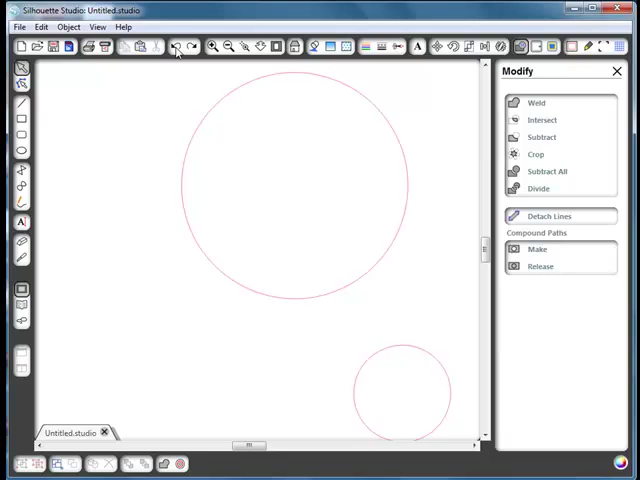 Silhouette Studio: Untitled.studio
File Edit Object View Help
A
Modify
Weld
Intersect
Subtract
Crop
Subtract All
Divide
Detach Lines
Compound Paths
Make
Release
A
Untitled.studio